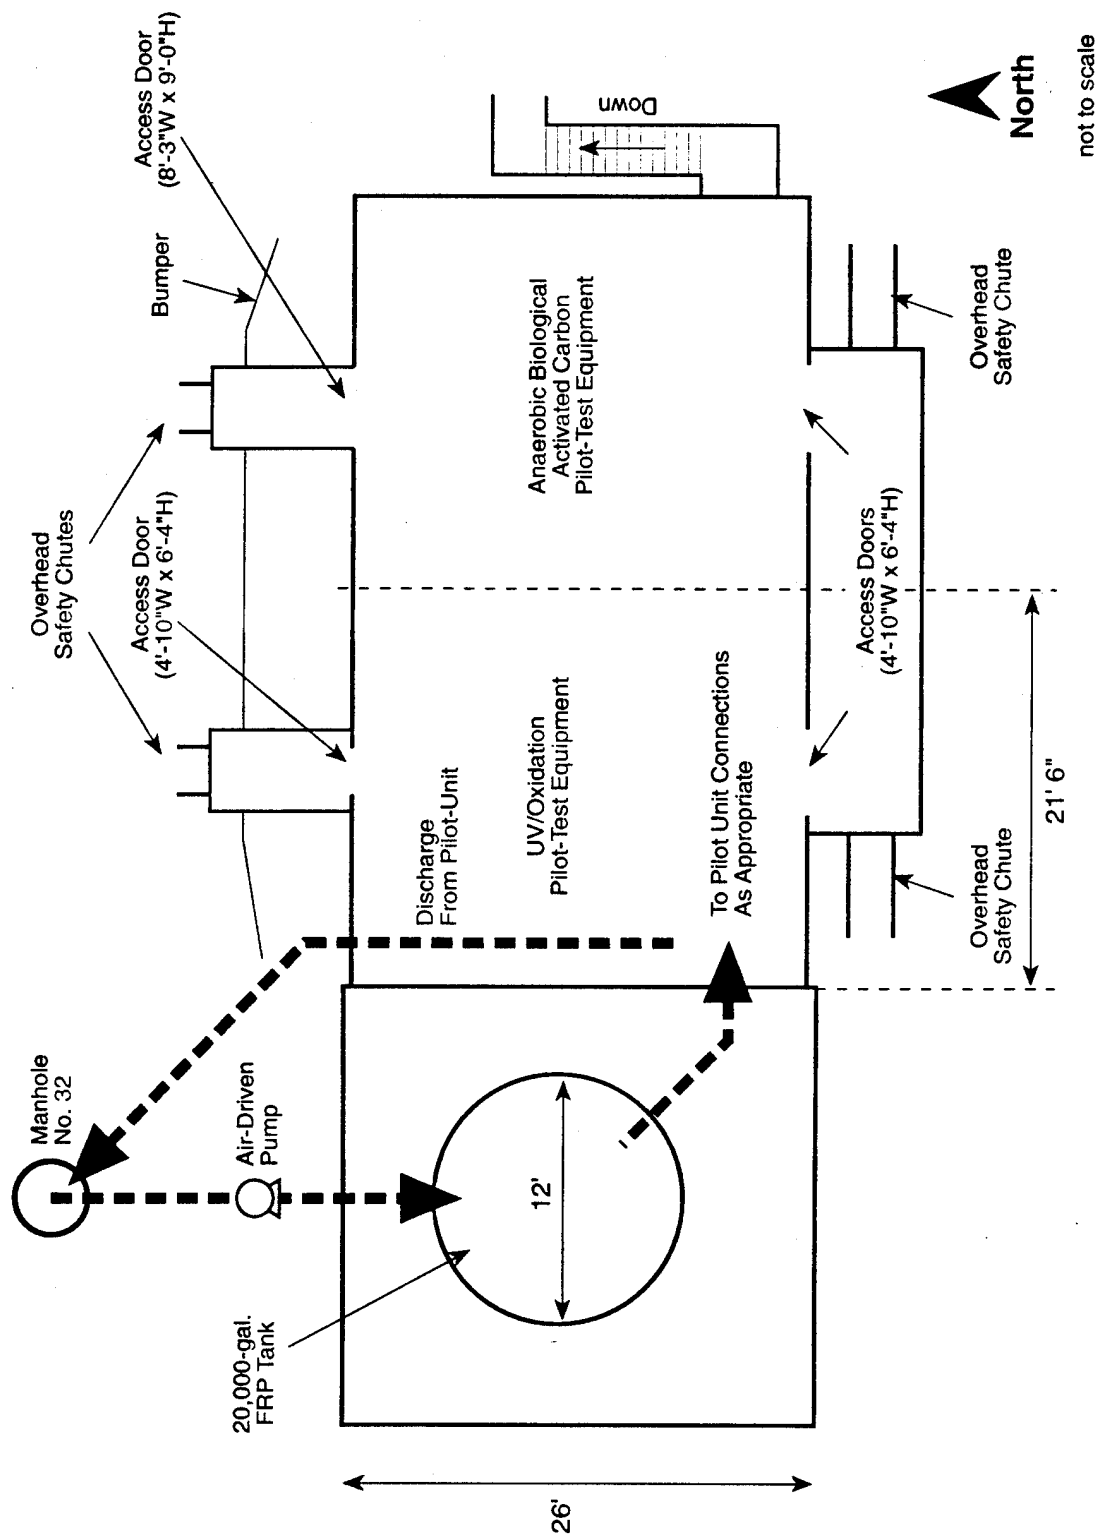 Manhole
No. 32
Air-Driven
Pump
20,000-gal.
FRP Tank
12'
26'
Overhead
Safety Chutes
Access Door
(4'-10"W x 6'-4"H)
Bumper
Access Door
(8'-3"W x 9'-0"H)
Discharge
From Pilot-Unit
UV/Oxidation
Pilot-Test Equipment
To Pilot Unit Connections
As Appropriate
Anaerobic Biological
Activated Carbon
Pilot-Test Equipment
Down
Access Doors
(4'-10"W x 6'-4"H)
Overhead
Safety Chute
Overhead
Safety Chute
21' 6"
North
not to scale